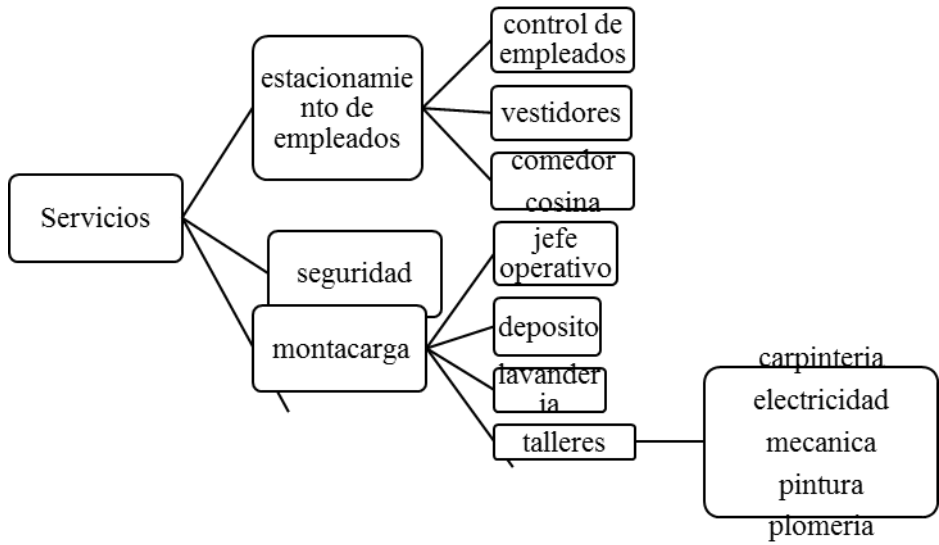 Servicios
estacionamie
nto de
empleados
control de
empleados
vestidores
comedor
cosina
seguridad
montacarga
jefe
operativo
deposito
lavander
ia
talleres
carpinteria
electricidad
mecanica
pintura
plomeria